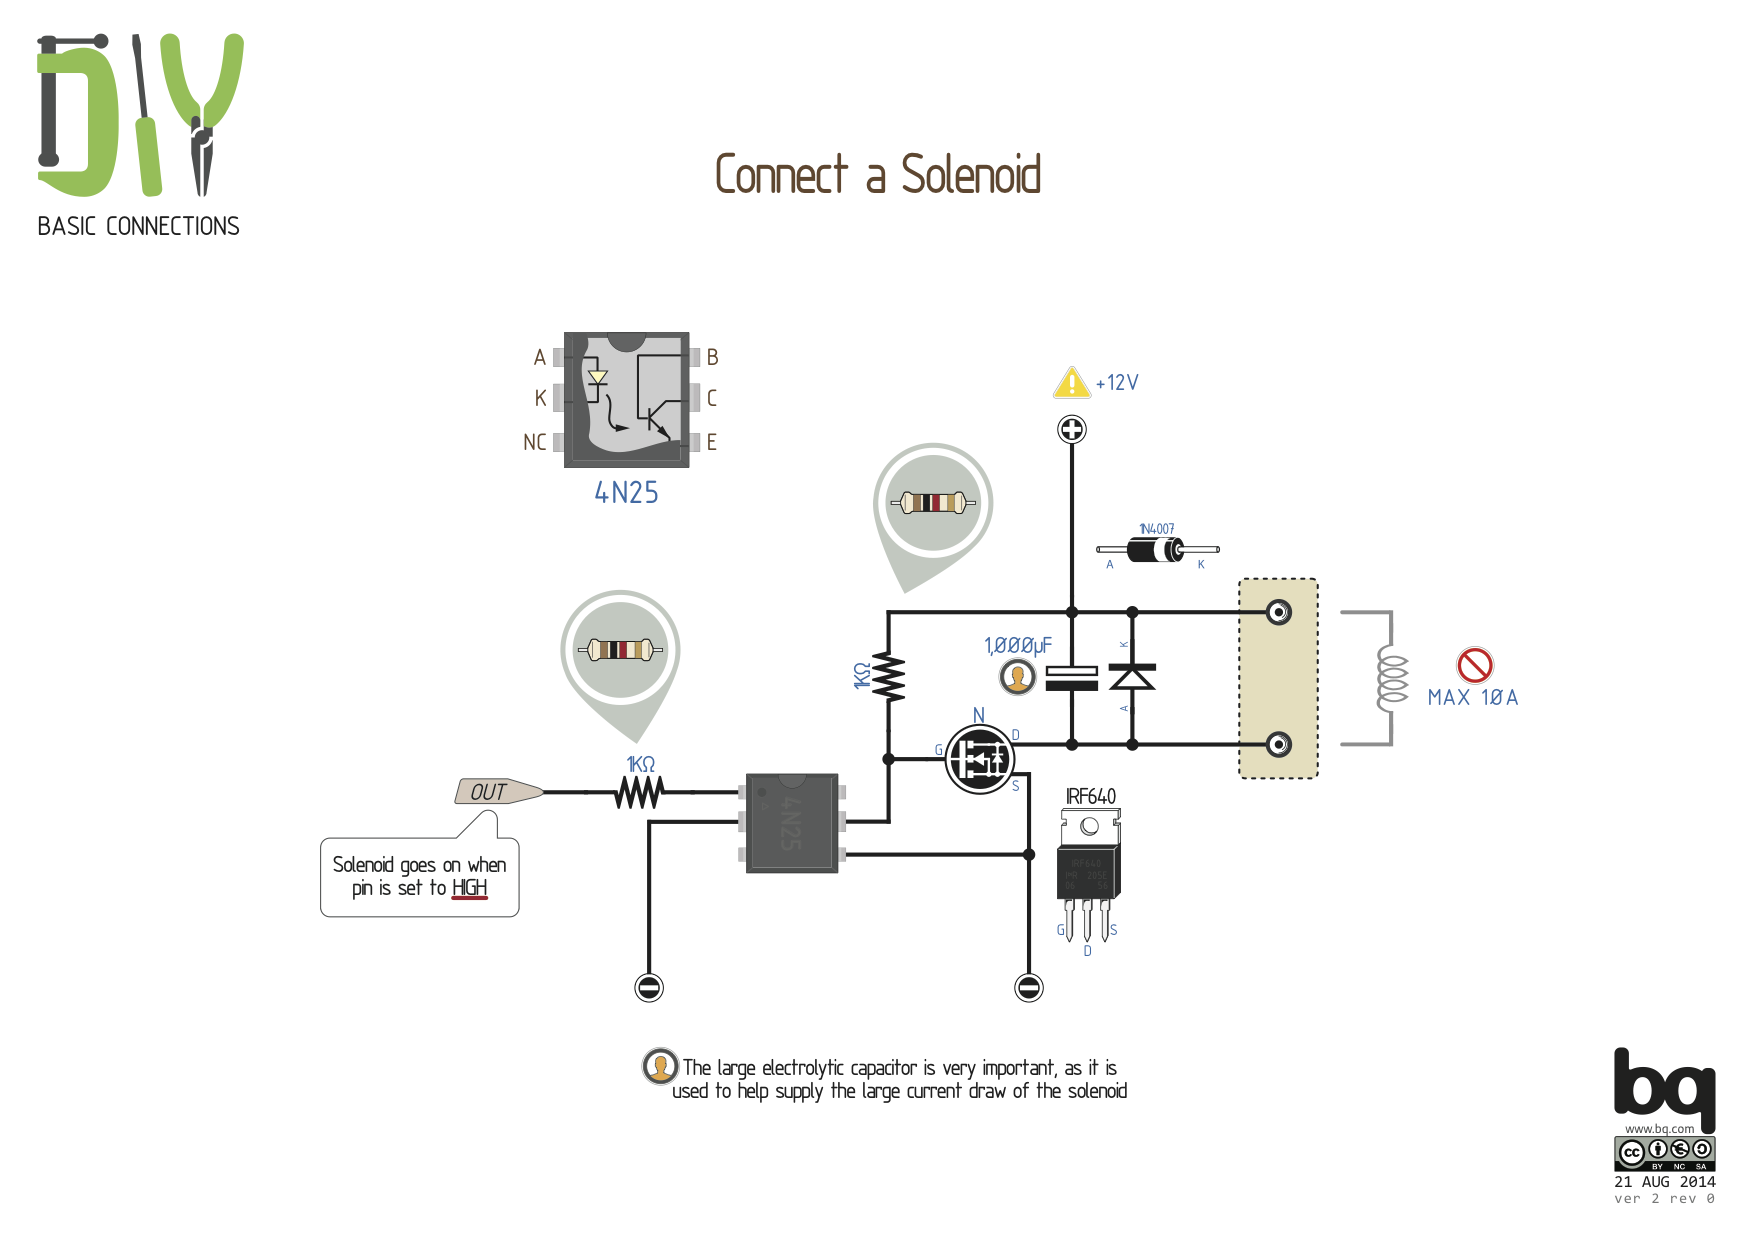 DIY
BASIC CONNECTIONS
Connect a Solenoid
A
K
NC
B
C
E
4N25
+12V
1N4007
A
K
1,000µF
K
A
1KΩ
N
G
D
S
MAX 10A
1KΩ
OUT
4N25
Solenoid goes on when
pin is set to HIGH
IRF640
IRF640
G
D
S
The large electrolytic capacitor is very important, as it is
used to help supply the large current draw of the solenoid
bq
www.bq.com
cc
BY NC SA
21 AUG 2014
ver 2 rev 0